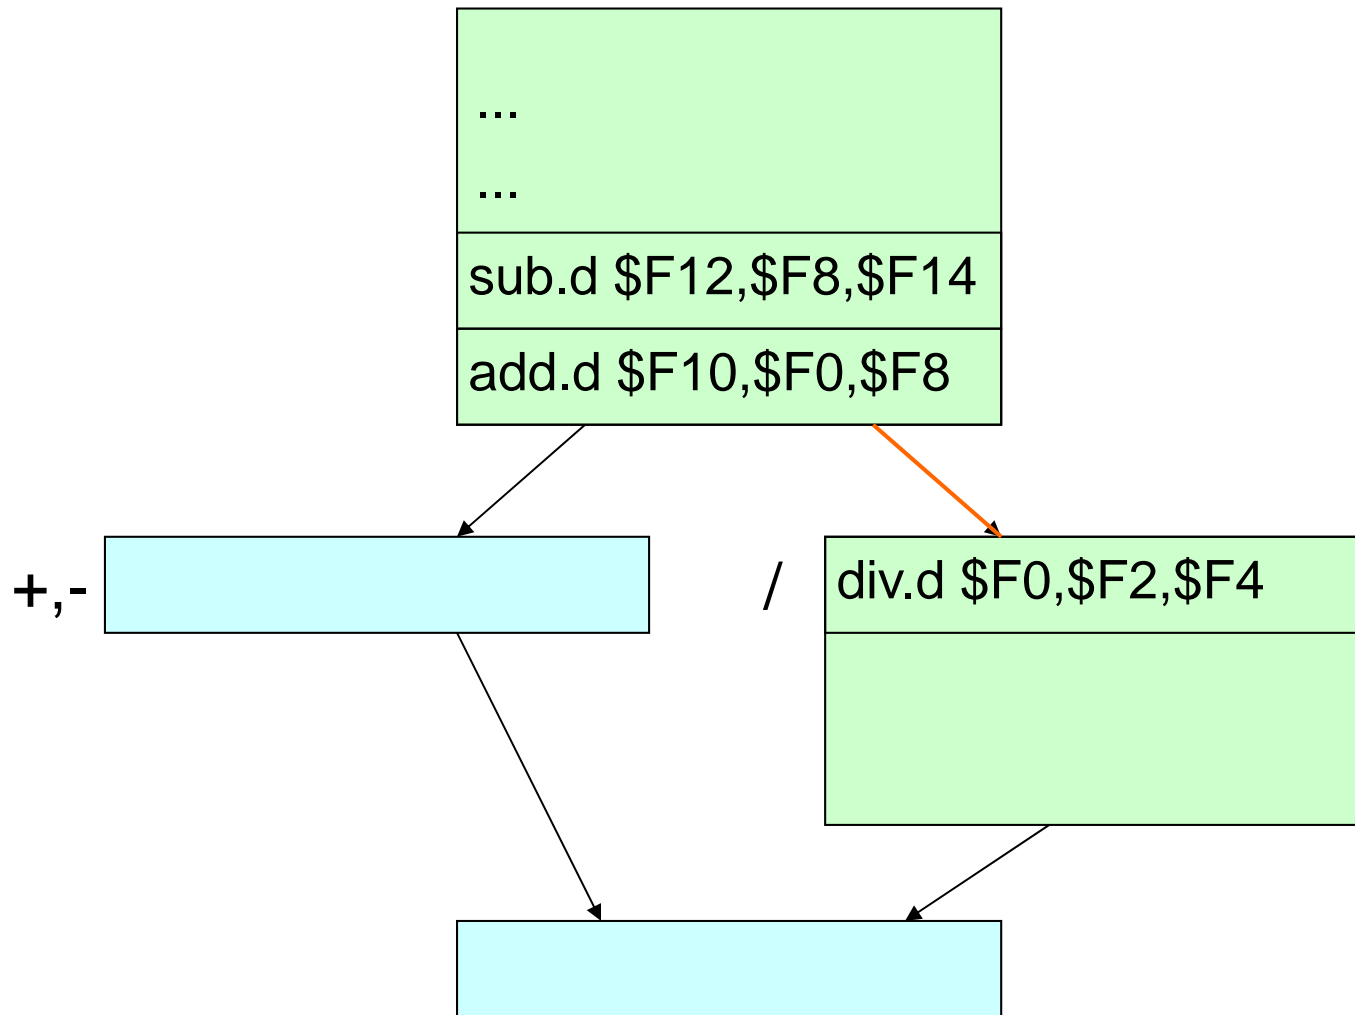 ...
...
sub.d $F12,$F8,$F14
add.d $F10,$F0,$F8
+,-
/
div.d $F0,$F2,$F4